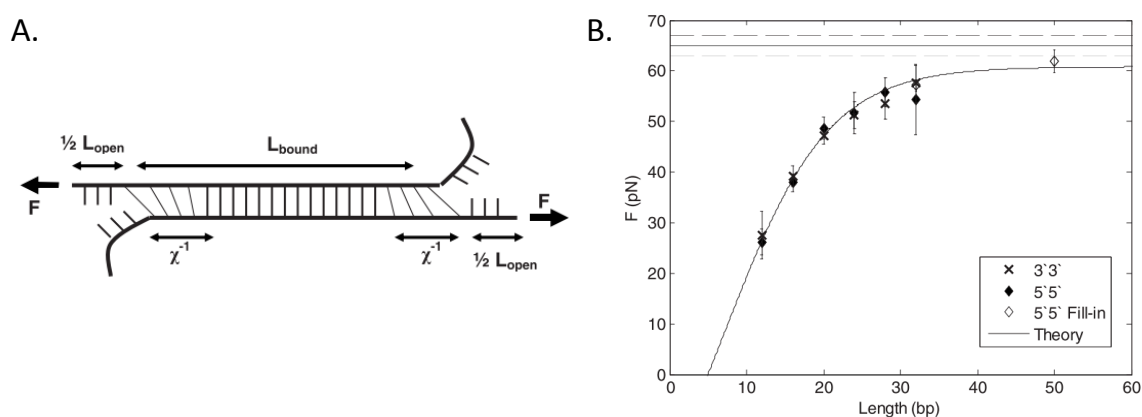 A.
½ Lopen
Lbound
F
F
χ⁻¹
χ⁻¹
½ Lopen
B.
70
60
50
40
30
20
10
0
F (pN)
3`3`
5`5`
5`5` Fill-in
Theory
0 10 20 30 40 50 60
Length (bp)